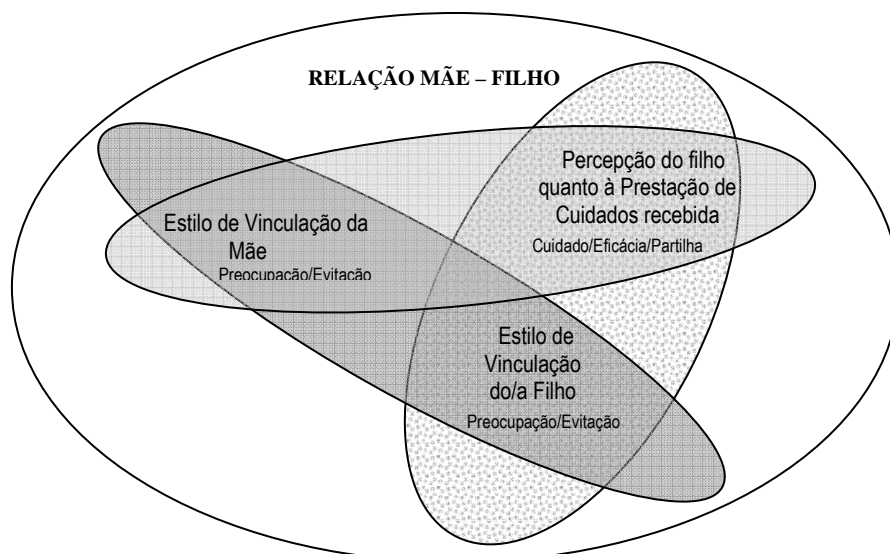 RELAÇÃO MÃE – FILHO
Percepção do filho
quanto à Prestação de
Cuidados recebida
Cuidado/Eficácia/Partilha
Estilo de Vinculação da
Mãe
Preocupação/Evitação
Estilo de
Vinculação
do/a Filho
Preocupação/Evitação